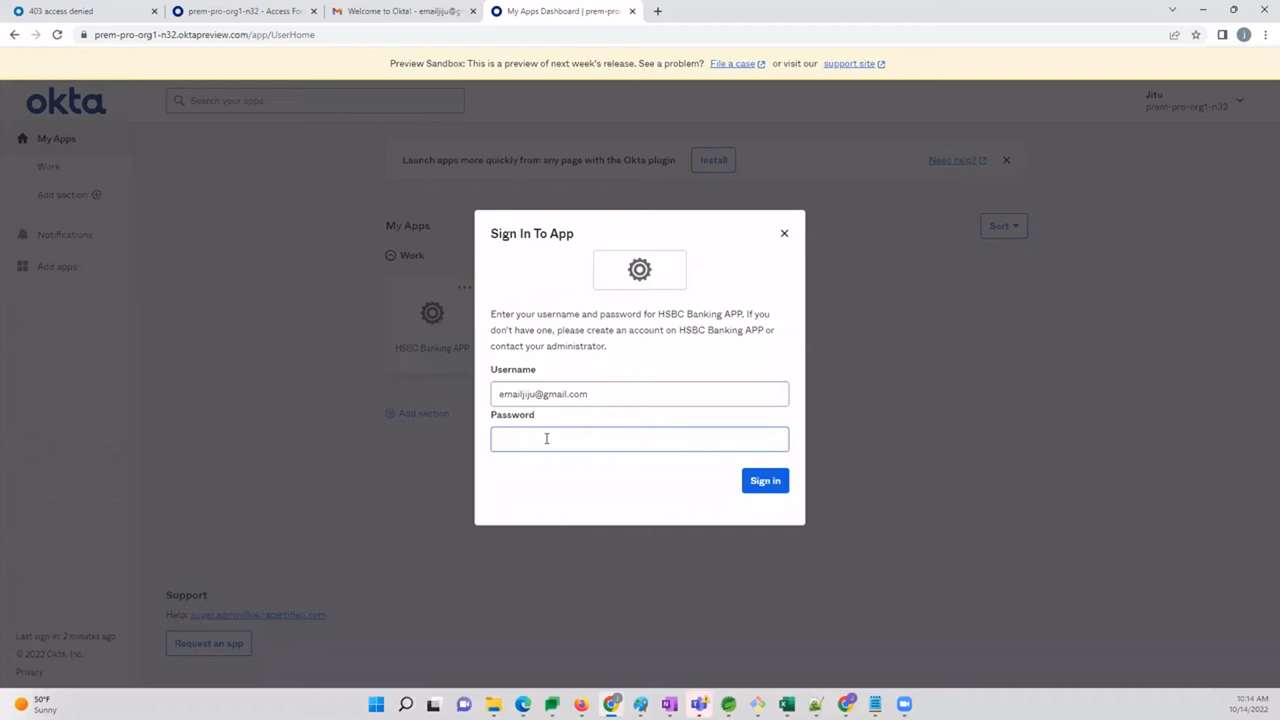 403 access denied
prem-pro-org1-n32 - Access For
Welcome to Okta! - emailjiju@g
My Apps Dashboard | prem-pro-
prem-pro-org1-n32.oktapreview.com/app/UserHome
Preview Sandbox: This is a preview of next week's release. See a problem? File a case or visit our support site
okta
Search your apps
Jitu
prem-pro-org1-n32
My Apps
Work
Add section
Notifications
Add apps
Launch apps more quickly from any page with the Okta plugin
Install
Need help?
My Apps
Sort
Work
HSBC Banking APP
Add section
Sign In To App
Enter your username and password for HSBC Banking APP. If you
don't have one, please create an account on HSBC Banking APP or
contact your administrator.
Username
emailjiju@gmail.com
Password
Sign in
Support
Help: super.admin@oktacertified.com
Request an app
Last sign in: 2 minutes ago
© 2022 Okta, Inc.
Privacy
50°F
Sunny
10:14 AM
10/14/2022